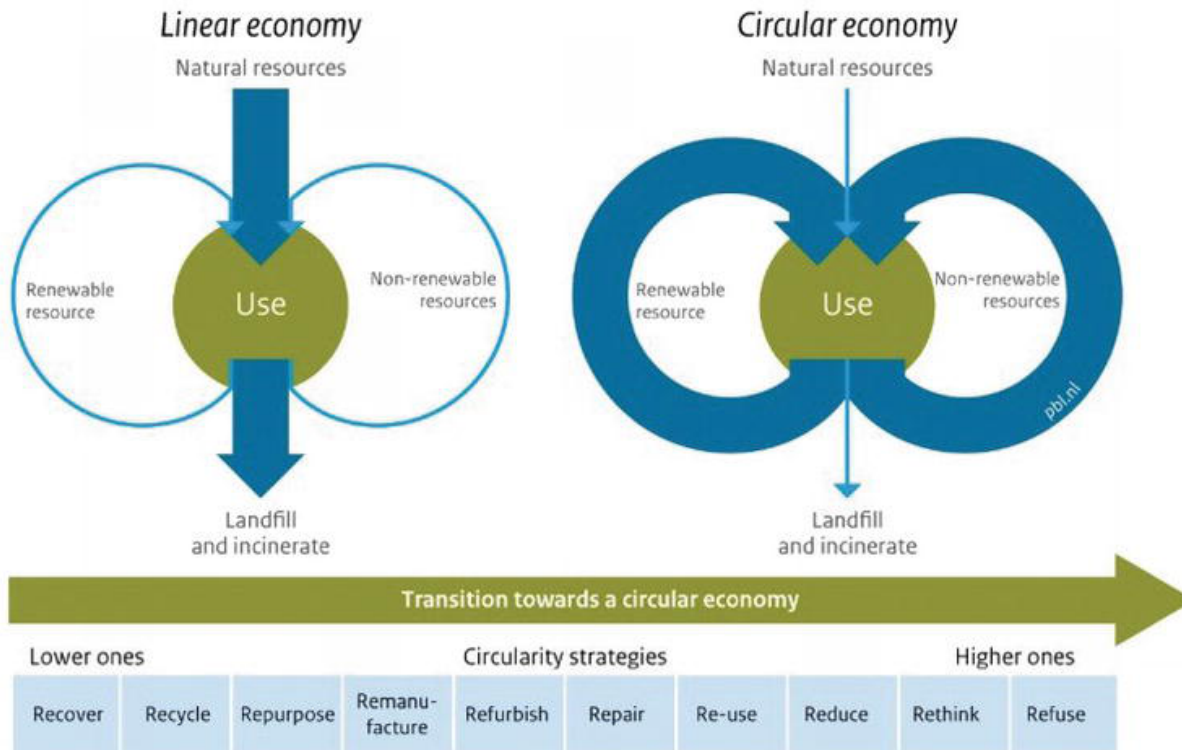 Linear economy
Natural resources
Renewable
resource
Use
Non-renewable
resources
Landfill
and incinerate
Circular economy
Natural resources
Renewable
resource
Use
Non-renewable
resources
pbl.nl
Landfill
and incinerate
Transition towards a circular economy
Lower ones
Circularity strategies
Higher ones
Recover
Recycle
Repurpose
Remanu-
facture
Refurbish
Repair
Re-use
Reduce
Rethink
Refuse